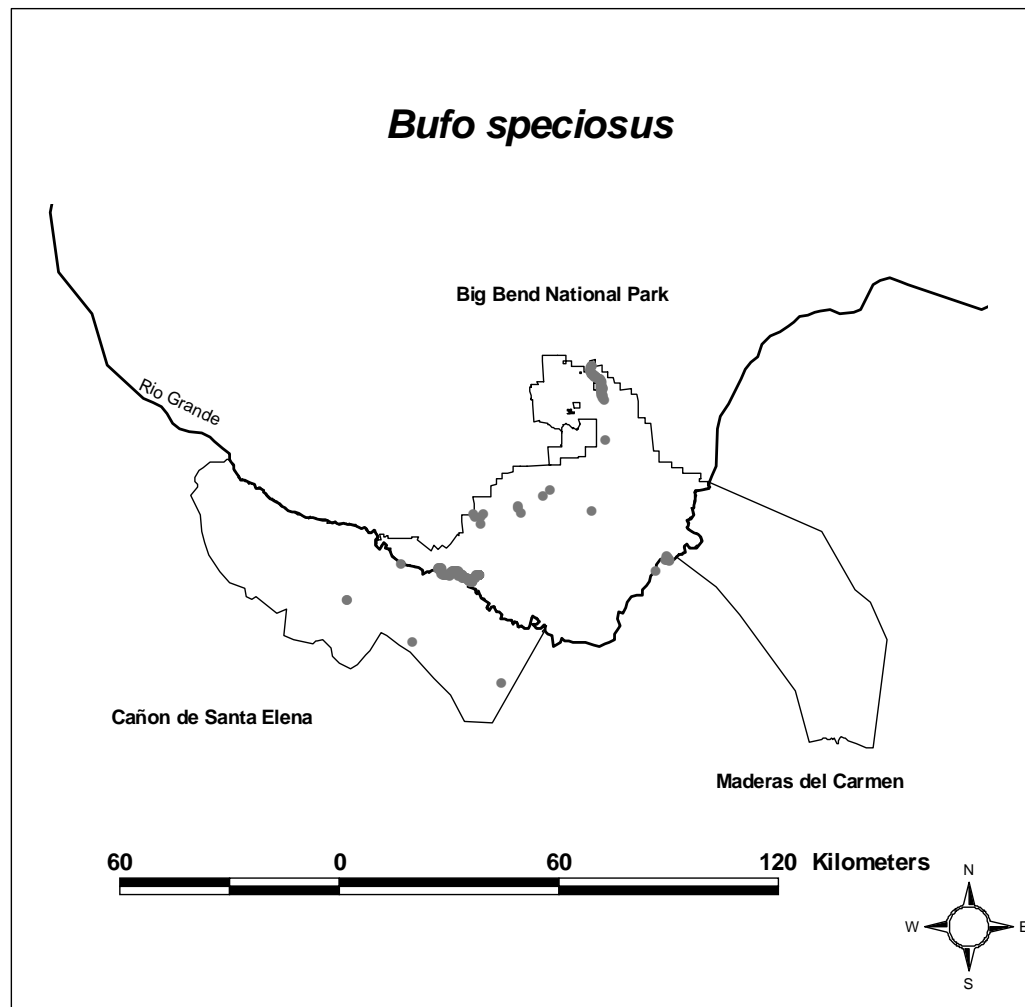 Bufo speciosus
Big Bend National Park
Rio Grande
Cañon de Santa Elena
Maderas del Carmen
60 0 60 120 Kilometers
N
W E
S